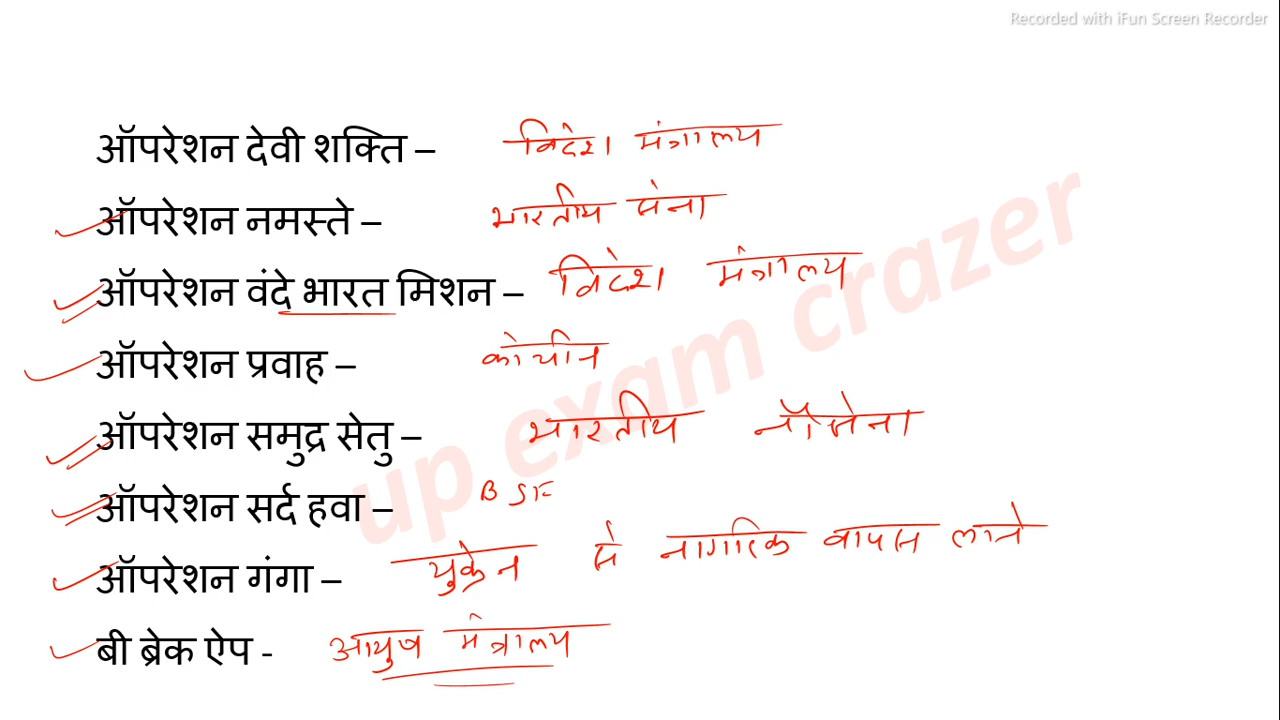 Recorded with iFun Screen Recorder
ऑपरेशन देवी शक्ति – विदेश मंत्रालय
ऑपरेशन नमस्ते – भारतीय सेना
ऑपरेशन वंदे भारत मिशन – विदेश मंत्रालय
ऑपरेशन प्रवाह – कोचीन
ऑपरेशन समुद्र सेतु – भारतीय नौसेना
ऑपरेशन सर्द हवा – BSF
ऑपरेशन गंगा – युक्रेन से नागरिक वापस लाने
बी ब्रेक ऐप - आयुष मंत्रालय
up exam crazer